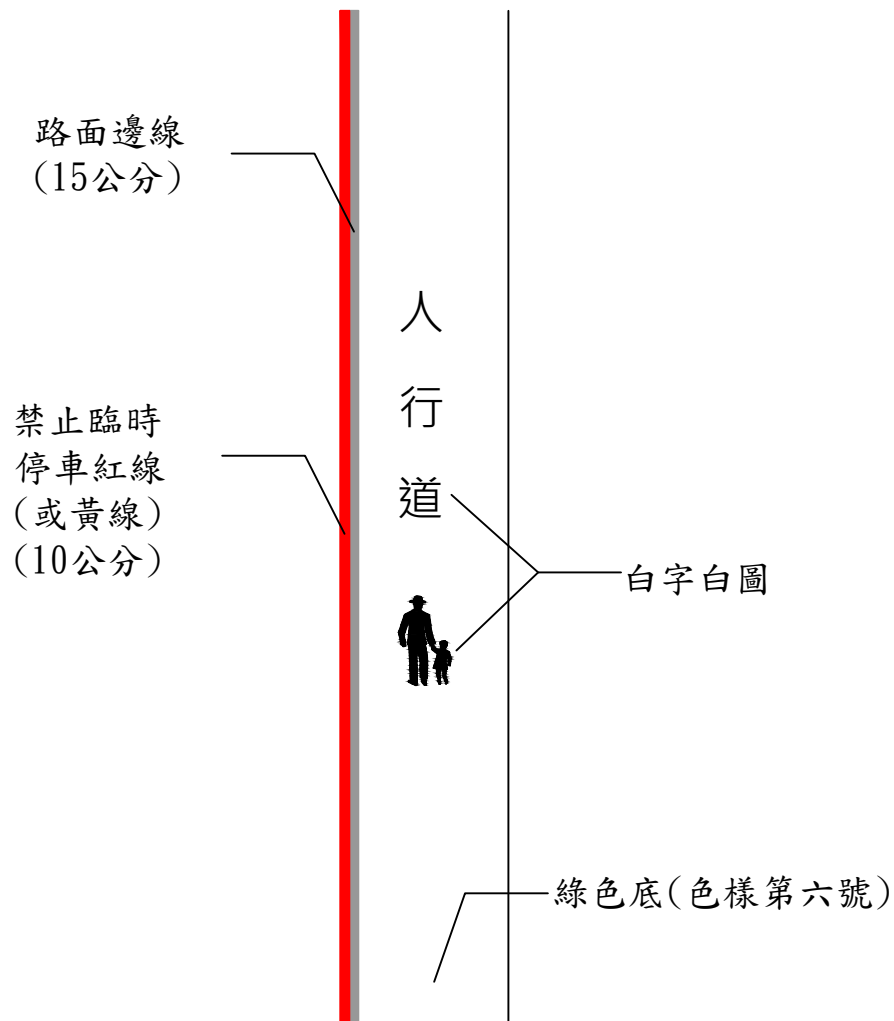 路面邊線
(15公分)
人
行
道
禁止臨時
停車紅線
(或黃線)
(10公分)
白字白圖
綠色底(色樣第六號)